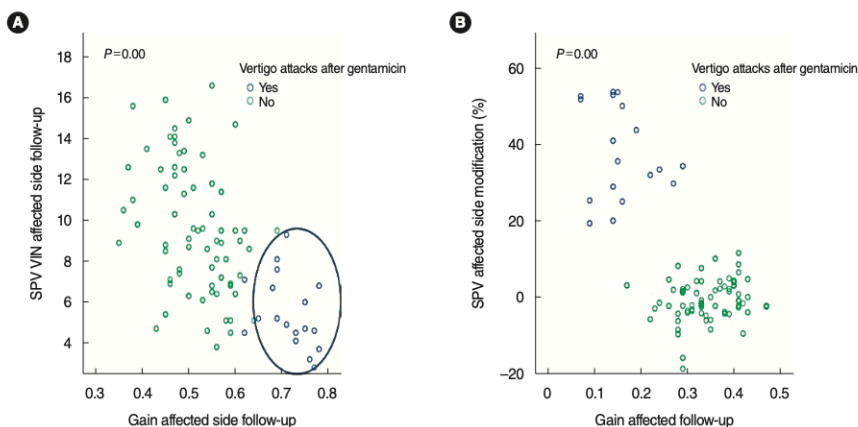 A
P=0.00
Vertigo attacks after gentamicin
Yes
No
SPV VIN affected side follow-up
18
16
14
12
10
8
6
4
0.3 0.4 0.5 0.6 0.7 0.8
Gain affected side follow-up
B
P=0.00
Vertigo attacks after gentamicin
Yes
No
SPV affected side modification (%)
60
40
20
0
–20
0 0.1 0.2 0.3 0.4 0.5
Gain affected follow-up